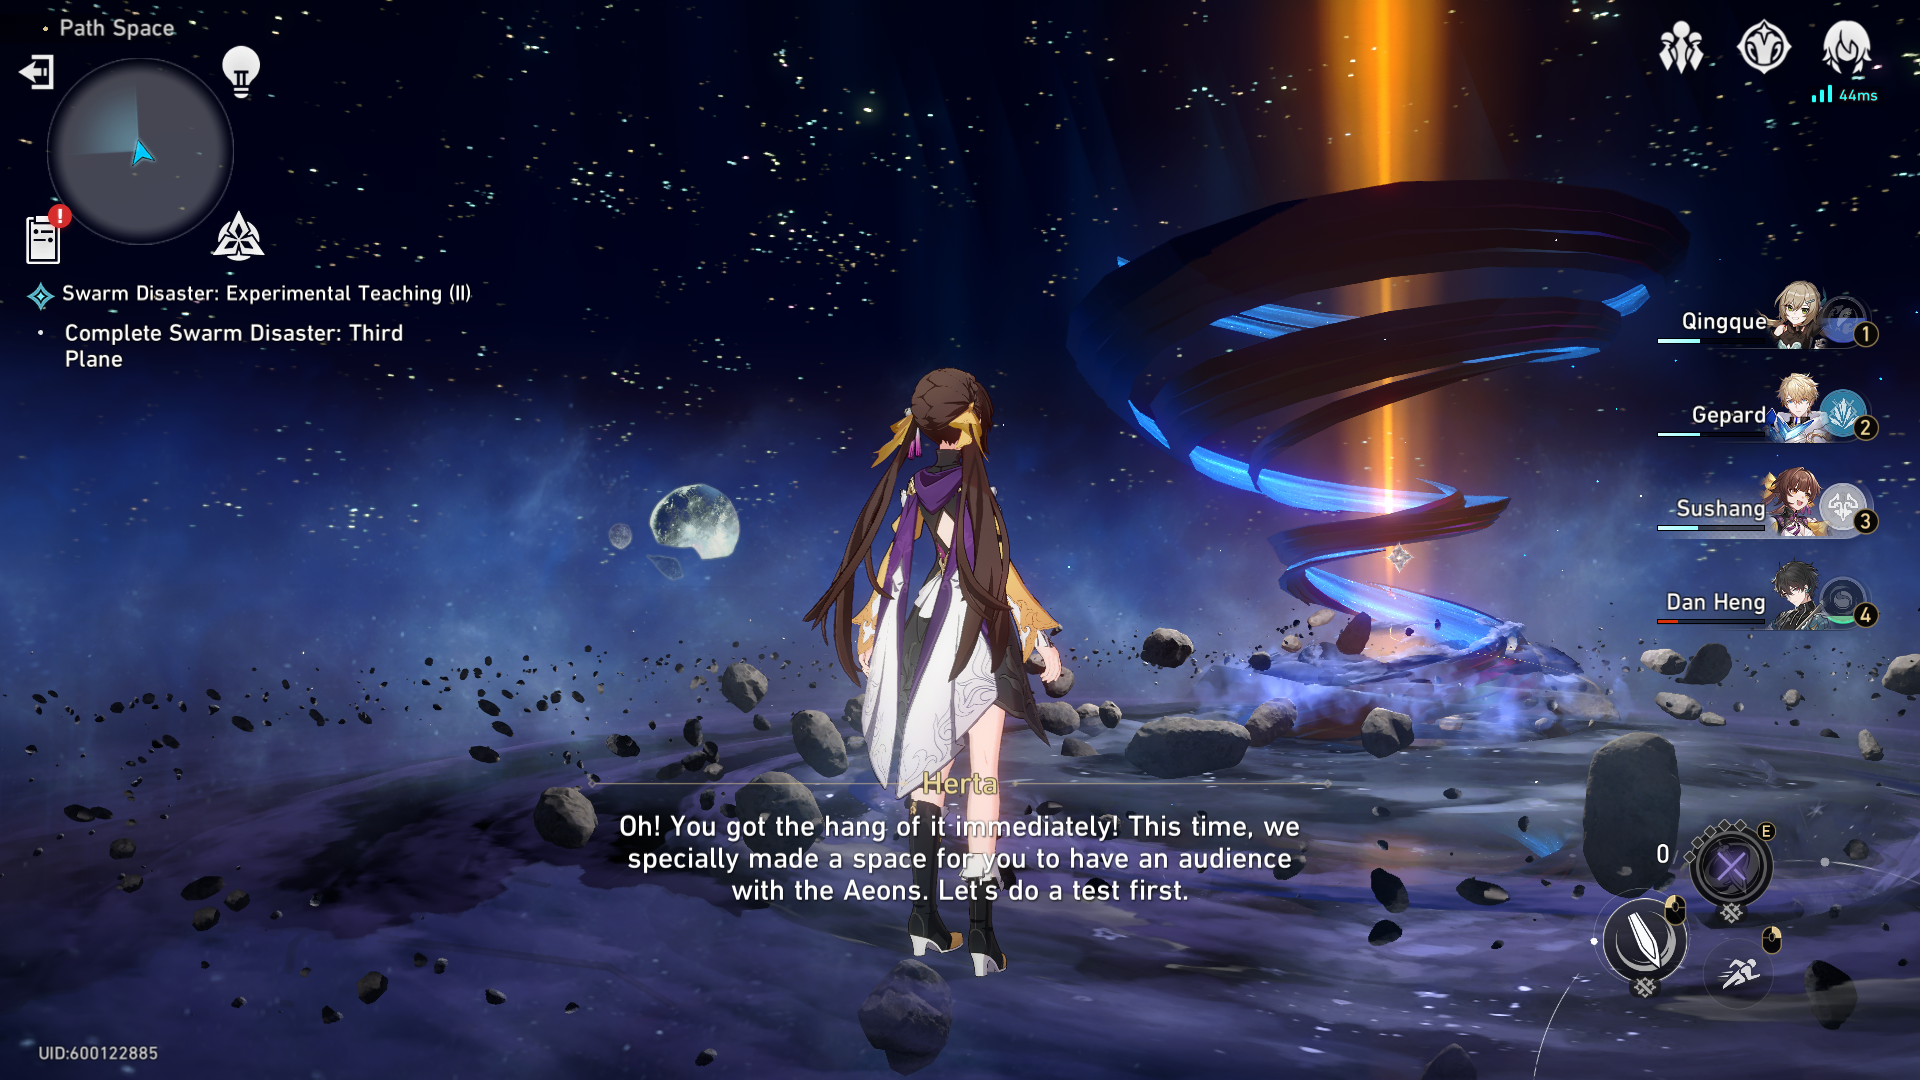 Path Space
44ms
Swarm Disaster: Experimental Teaching (II)
Complete Swarm Disaster: Third
Plane
Qingque
1
Gepard
2
Sushang
3
Dan Heng
4
Herta
Oh! You got the hang of it immediately! This time, we
specially made a space for you to have an audience
with the Aeons. Let's do a test first.
E
0
UID:600122885